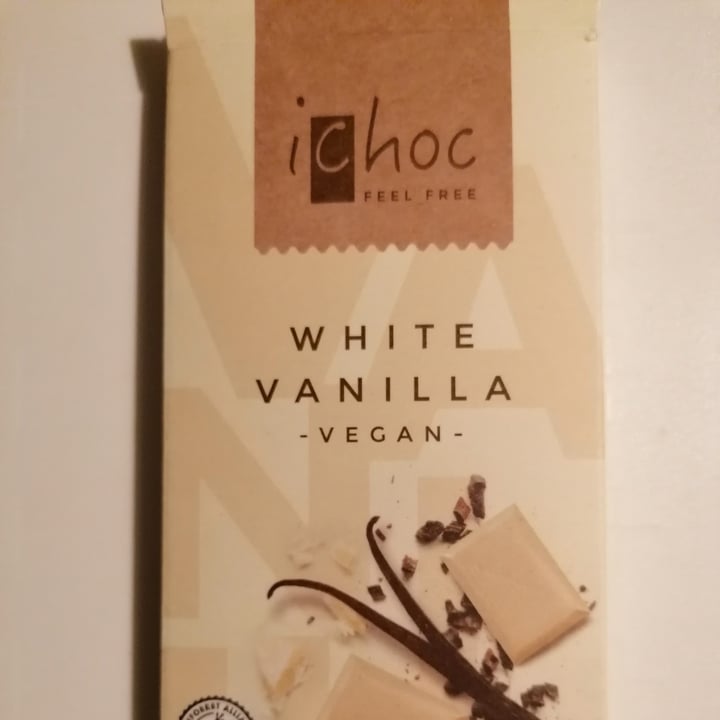 ichoc
FEEL FREE
WHITE
VANILLA
-VEGAN-